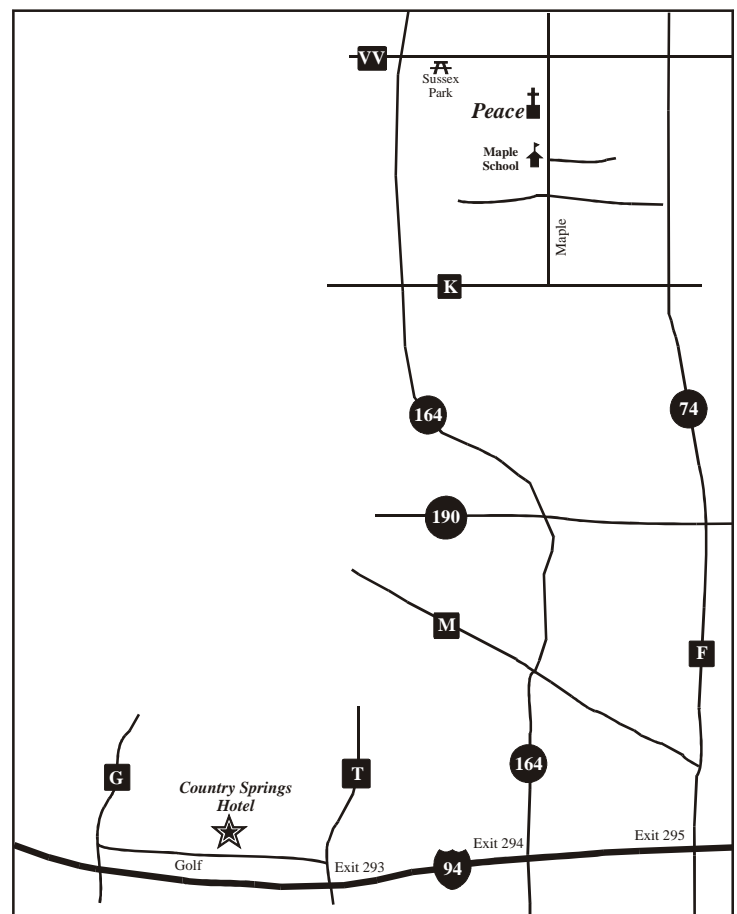 VV
Sussex
Park
Peace
Maple
School
Maple
K
164
74
190
M
F
G
T
164
Country Springs
Hotel
Golf
Exit 293
94
Exit 294
Exit 295